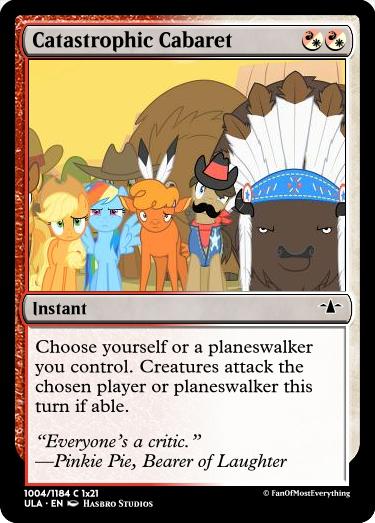 Catastrophic Cabaret
Instant
Choose yourself or a planeswalker
you control. Creatures attack the
chosen player or planeswalker this
turn if able.
“Everyone’s a critic.”
—Pinkie Pie, Bearer of Laughter
1004/1184 C 1x21
ULA • EN Hasbro Studios
© FanOfMostEverything